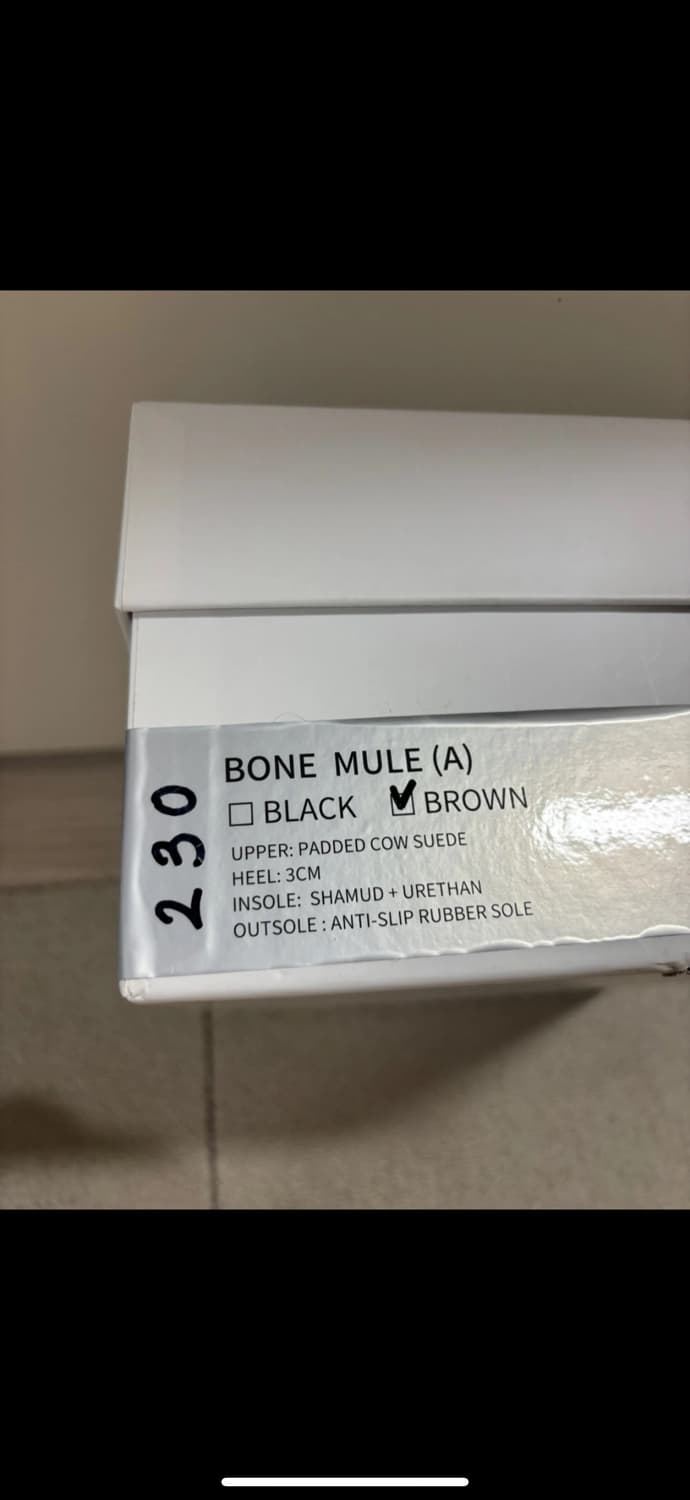 230
BONE MULE (A)
☐ BLACK ☑ BROWN
UPPER: PADDED COW SUEDE
HEEL: 3CM
INSOLE: SHAMUD + URETHAN
OUTSOLE : ANTI-SLIP RUBBER SOLE